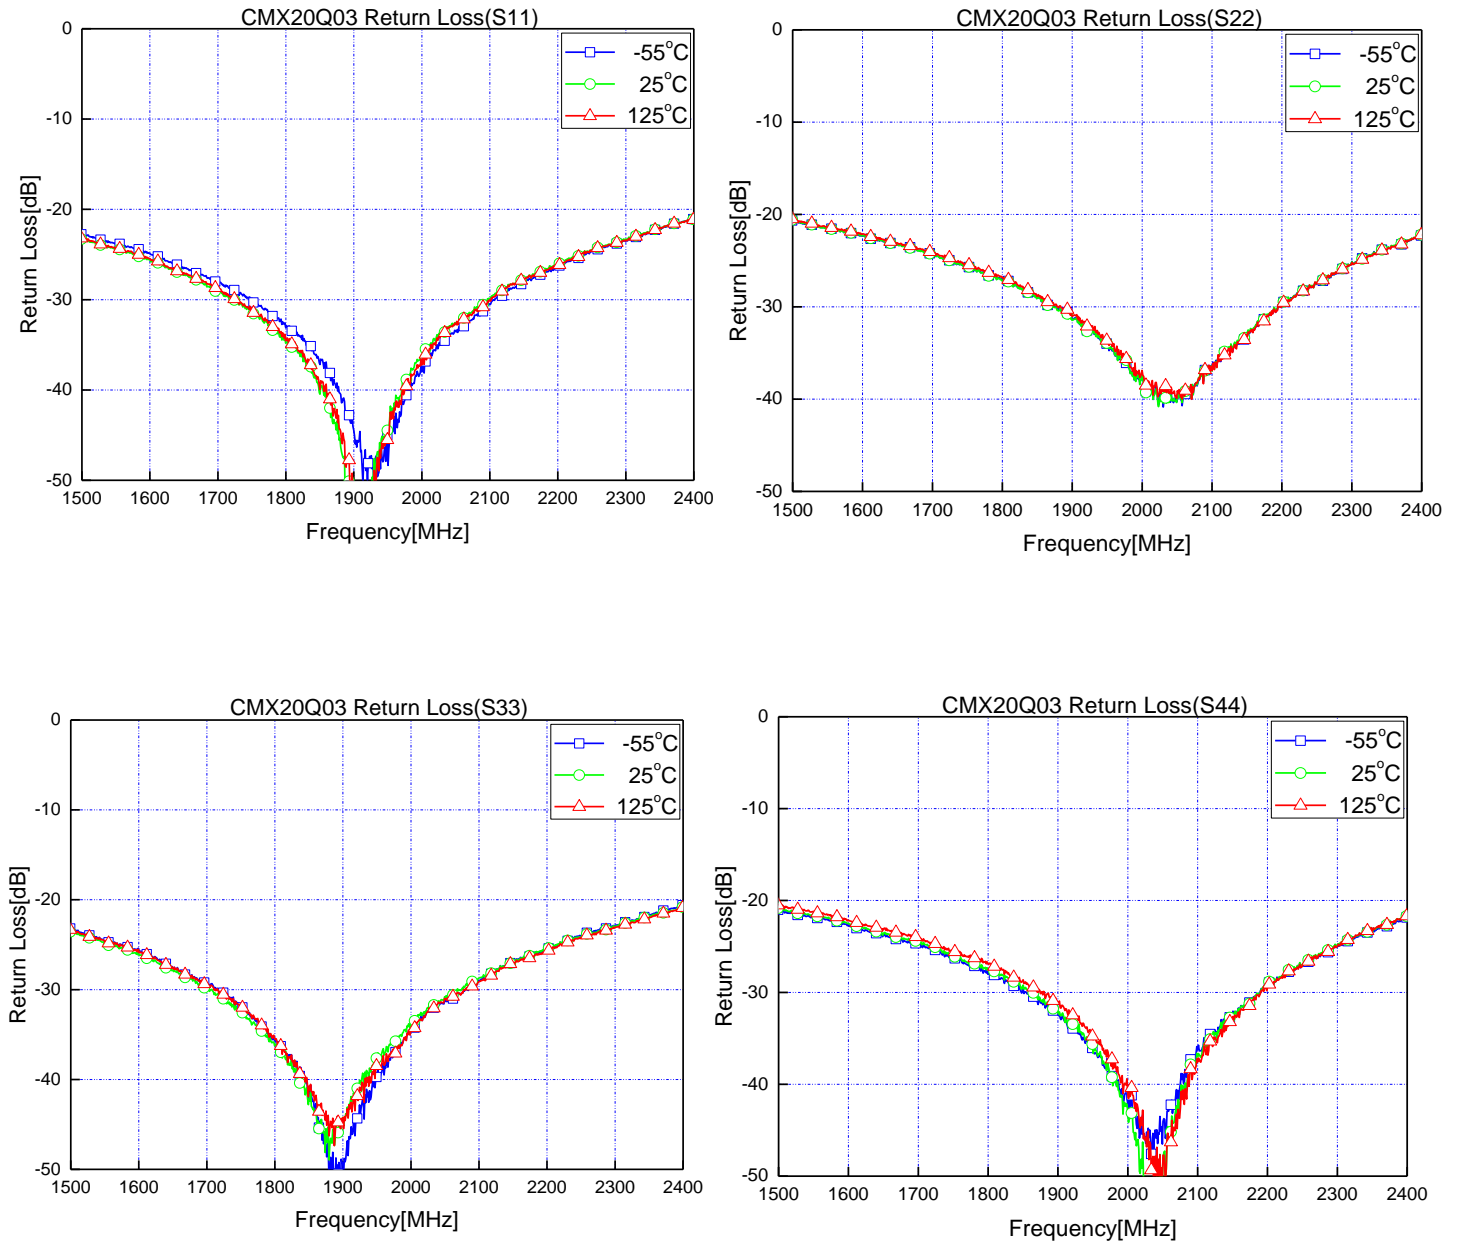 CMX20Q03 Return Loss(S11)
-55°C
25°C
125°C
Return Loss[dB]
0
-10
-20
-30
-40
-50
1500 1600 1700 1800 1900 2000 2100 2200 2300 2400
Frequency[MHz]
CMX20Q03 Return Loss(S22)
-55°C
25°C
125°C
Return Loss[dB]
0
-10
-20
-30
-40
-50
1500 1600 1700 1800 1900 2000 2100 2200 2300 2400
Frequency[MHz]
CMX20Q03 Return Loss(S33)
-55°C
25°C
125°C
Return Loss[dB]
0
-10
-20
-30
-40
-50
1500 1600 1700 1800 1900 2000 2100 2200 2300 2400
Frequency[MHz]
CMX20Q03 Return Loss(S44)
-55°C
25°C
125°C
Return Loss[dB]
0
-10
-20
-30
-40
-50
1500 1600 1700 1800 1900 2000 2100 2200 2300 2400
Frequency[MHz]